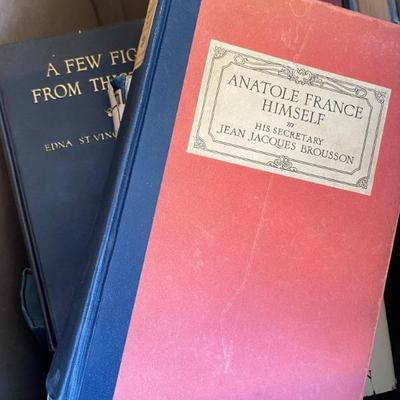 A FEW FIG
FROM TH
EDNA ST VINC
ANATOLE FRANCE
HIMSELF
BY
HIS SECRETARY
JEAN JACQUES BROUSSON